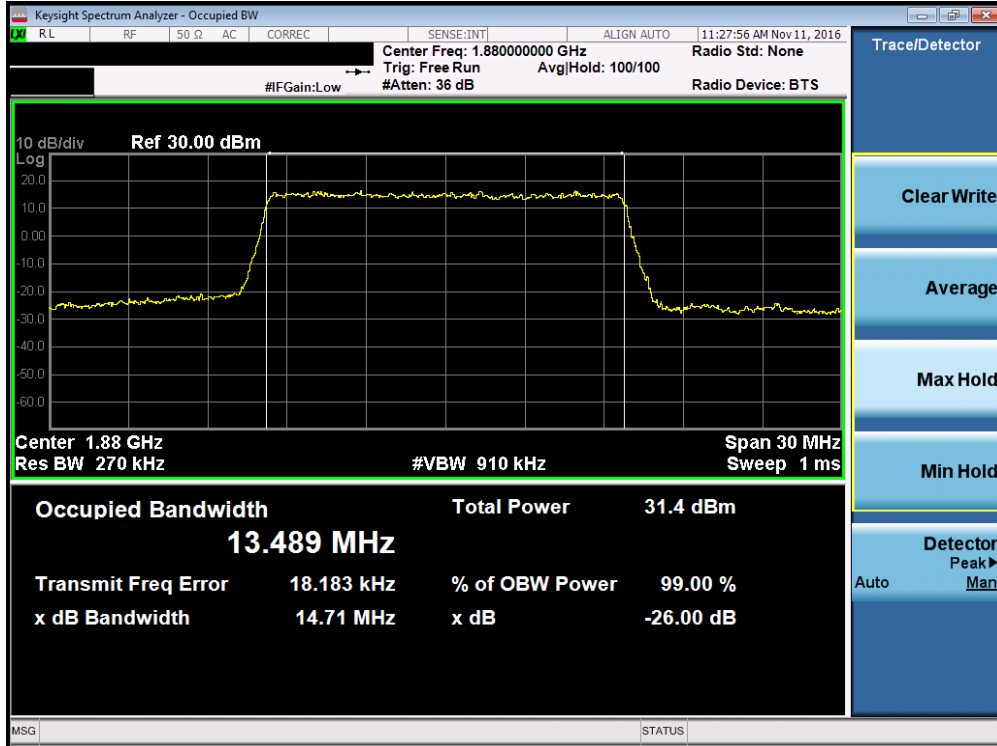 Keysight Spectrum Analyzer - Occupied BW
LXI RL RF 50 Ω AC CORREC SENSE:INT ALIGN AUTO 11:27:56 AM Nov 11, 2016
Center Freq: 1.880000000 GHz Radio Std: None
Trig: Free Run Avg|Hold: 100/100
#IFGain:Low #Atten: 36 dB Radio Device: BTS
10 dB/div Ref 30.00 dBm
Log
20.0
10.0
0.00
-10.0
-20.0
-30.0
-40.0
-50.0
-60.0
Center 1.88 GHz Span 30 MHz
Res BW 270 kHz #VBW 910 kHz Sweep 1 ms
Occupied Bandwidth Total Power 31.4 dBm
13.489 MHz
Transmit Freq Error 18.183 kHz % of OBW Power 99.00 %
x dB Bandwidth 14.71 MHz x dB -26.00 dB
MSG STATUS
Trace/Detector
Clear Write
Average
Max Hold
Min Hold
Detector
Peak▶
Auto Man